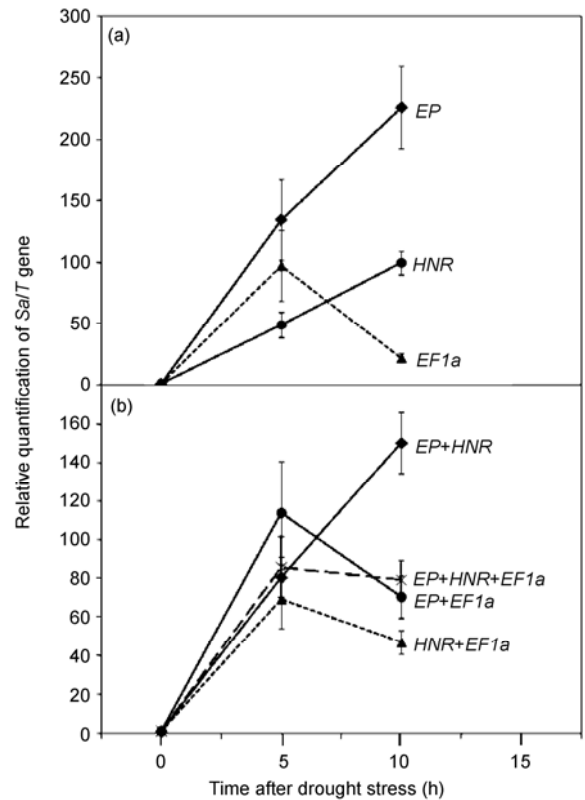 Relative quantification of SalT gene
(a)
300
250
200
150
100
50
0
EP
HNR
EF1a
(b)
160
140
120
100
80
60
40
20
0
EP+HNR
EP+HNR+EF1a
EP+EF1a
HNR+EF1a
0 5 10 15
Time after drought stress (h)